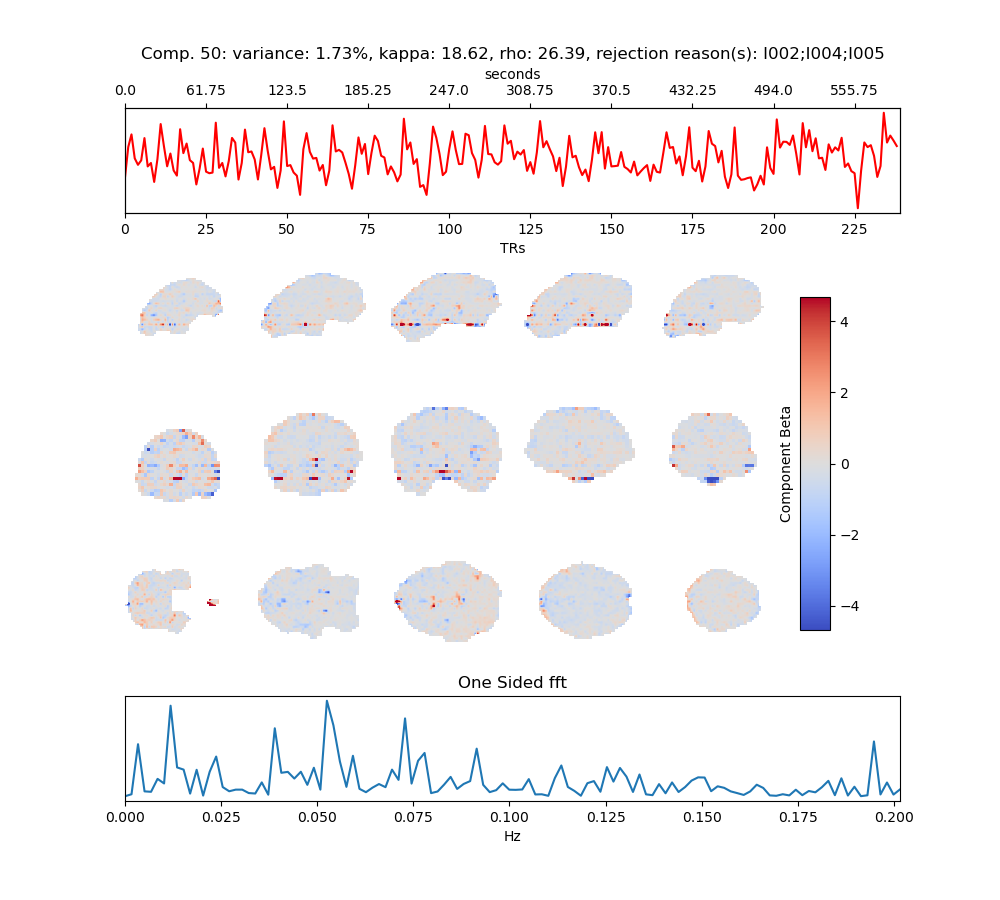 Comp. 50: variance: 1.73%, kappa: 18.62, rho: 26.39, rejection reason(s): I002;I004;I005
seconds
0.0 61.75 123.5 185.25 247.0 308.75 370.5 432.25 494.0 555.75
0 25 50 75 100 125 150 175 200 225
TRs
4
2
0
−2
−4
Component Beta
One Sided fft
0.000 0.025 0.050 0.075 0.100 0.125 0.150 0.175 0.200
Hz